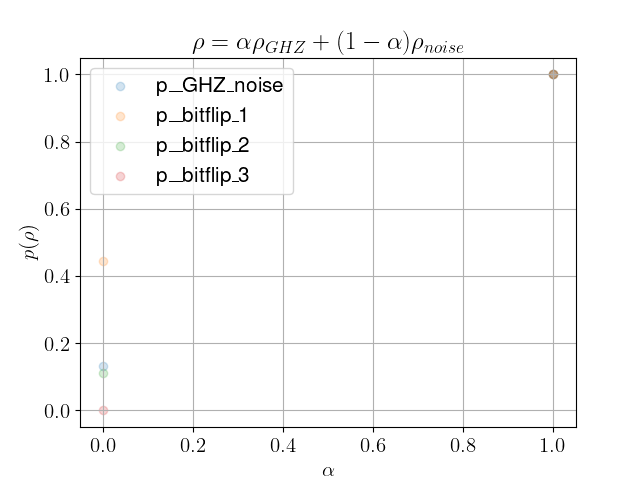 ρ = αρ_{GHZ} + (1 − α)ρ_{noise}
1.0
0.8
0.6
0.4
0.2
0.0
p(ρ)
p_GHZ_noise
p_bitflip_1
p_bitflip_2
p_bitflip_3
0.0 0.2 0.4 0.6 0.8 1.0
α